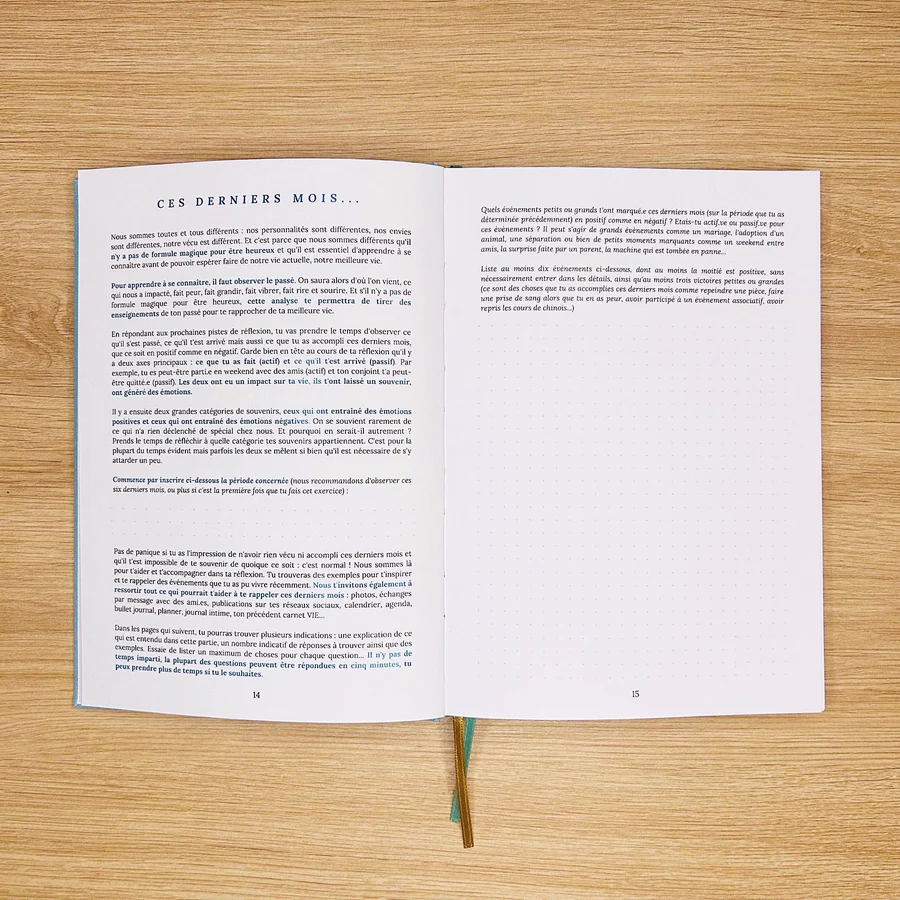 CES DERNIERS MOIS...
Nous sommes toutes et tous différents : nos personnalités sont différentes, nos envies
sont différentes, notre vécu est différent. Et c'est parce que nous sommes différents qu'il
n'y a pas de formule magique pour être heureux et qu'il est essentiel d'apprendre à se
connaître avant de pouvoir espérer faire de notre vie actuelle, notre meilleure vie.
Pour apprendre à se connaître, il faut observer le passé. On saura alors d'où l'on vient, ce
qui nous a impacté, fait peur, fait grandir, fait vibrer, fait rire et sourire. Et s'il n'y a pas de
formule magique pour être heureux, cette analyse te permettra de tirer des
enseignements de ton passé pour te rapprocher de ta meilleure vie.
En répondant aux prochaines pistes de réflexion, tu vas prendre le temps d'observer ce
qu'il s'est passé, ce qu'il t'est arrivé mais aussi ce que tu as accompli ces derniers mois,
que ce soit en positif comme en négatif. Garde bien en tête au cours de ta réflexion qu'il y
a deux axes principaux : ce que tu as fait (actif) et ce qu'il t'est arrivé (passif). Par
exemple, tu es peut-être parti.e en weekend avec des amis (actif) et ton conjoint t'a peut-
être quitté.e (passif). Les deux ont eu un impact sur ta vie, ils t'ont laissé un souvenir,
ont généré des émotions.
Il y a ensuite deux grandes catégories de souvenirs, ceux qui ont entraîné des émotions
positives et ceux qui ont entrainé des émotions négatives. On se souvient rarement de
ce qui n'a rien déclenché de spécial chez nous. Et pourquoi en serait-il autrement ?
Prends le temps de réfléchir à quelle catégorie tes souvenirs appartiennent. C'est pour la
plupart du temps évident mais parfois les deux se mêlent si bien qu'il est nécessaire de s'y
attarder un peu.
Commence par inscrire ci-dessous la période concernée (nous recommandons d'observer ces
six derniers mois, ou plus si c'est la première fois que tu fais cet exercice) :
Pas de panique si tu as l'impression de n'avoir rien vécu ni accompli ces derniers mois et
qu'il t'est impossible de te souvenir de quoique ce soit : c'est normal ! Nous sommes là
pour t'aider et t'accompagner dans ta réflexion. Tu trouveras des exemples pour t'inspirer
et te rappeler des événements que tu as pu vivre récemment. Nous t'invitons également à
ressortir tout ce qui pourrait t'aider à te rappeler ces derniers mois : photos, échanges
par message avec des ami.es, publications sur tes réseaux sociaux, calendrier, agenda,
bullet journal, planner, journal intime, ton précédent carnet VIE...
Dans les pages qui suivent, tu pourras trouver plusieurs indications : une explication de ce
qui est entendu dans cette partie, un nombre indicatif de réponses à trouver ainsi que des
exemples. Essaie de lister un maximum de choses pour chaque question... Il n'y pas de
temps imparti, la plupart des questions peuvent être répondues en cinq minutes, tu
peux prendre plus de temps si tu le souhaites.
14
Quels événements petits ou grands t'ont marqué.e ces derniers mois (sur la période que tu as
déterminée précédemment) en positif comme en négatif ? Etais-tu actif.ve ou passif.ve pour
ces événements ? Il peut s'agir de grands événements comme un mariage, l'adoption d'un
animal, une séparation ou bien de petits moments marquants comme un weekend entre
amis, la surprise faite par un parent, la machine qui est tombée en panne...
Liste au moins dix événements ci-dessous, dont au moins la moitié est positive, sans
nécessairement entrer dans les détails, ainsi qu'au moins trois victoires petites ou grandes
(ce sont des choses que tu as accomplies ces derniers mois comme repeindre une pièce, faire
une prise de sang alors que tu en as peur, avoir participé à un événement associatif, avoir
repris les cours de chinois...)
15